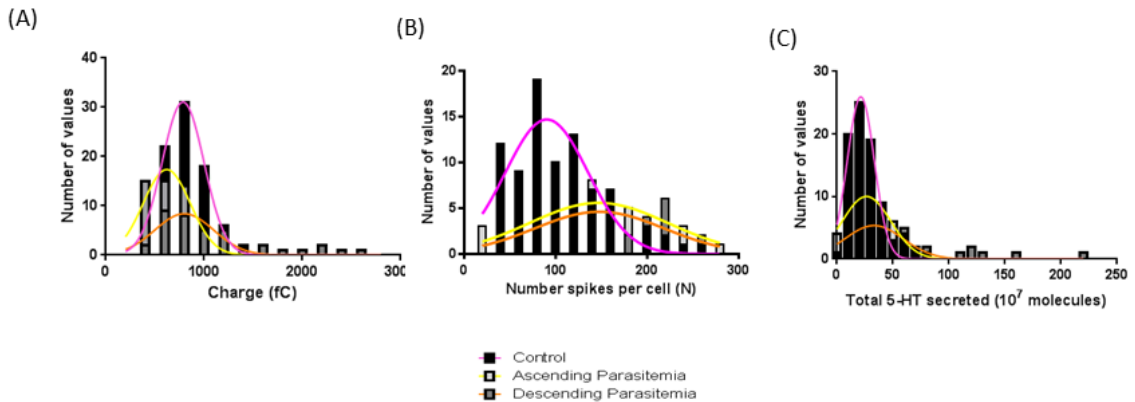 (A)
Number of values
40
30
20
10
0
0 1000 2000 300
Charge (fC)
(B)
Number of values
20
15
10
5
0
0 100 200 300
Number spikes per cell (N)
(C)
Number of values
30
20
10
0
0 50 100 150 200 250
Total 5-HT secreted (10⁷ molecules)
Control
Ascending Parasitemia
Descending Parasitemia